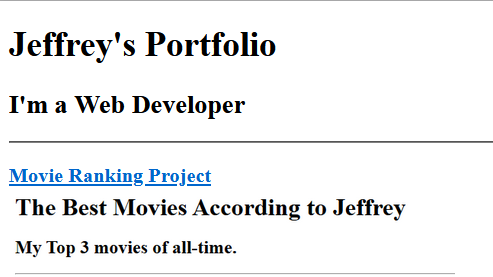 Jeffrey's Portfolio
I'm a Web Developer
Movie Ranking Project
The Best Movies According to Jeffrey
My Top 3 movies of all-time.